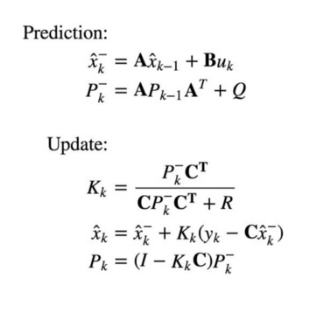 Prediction:
x̂ₖ⁻ = Ax̂ₖ₋₁ + Buₖ
Pₖ⁻ = APₖ₋₁Aᵀ + Q
Update:
Kₖ = Pₖ⁻Cᵀ / CPₖ⁻Cᵀ + R
x̂ₖ = x̂ₖ⁻ + Kₖ(yₖ − Cx̂ₖ⁻)
Pₖ = (I − KₖC)Pₖ⁻